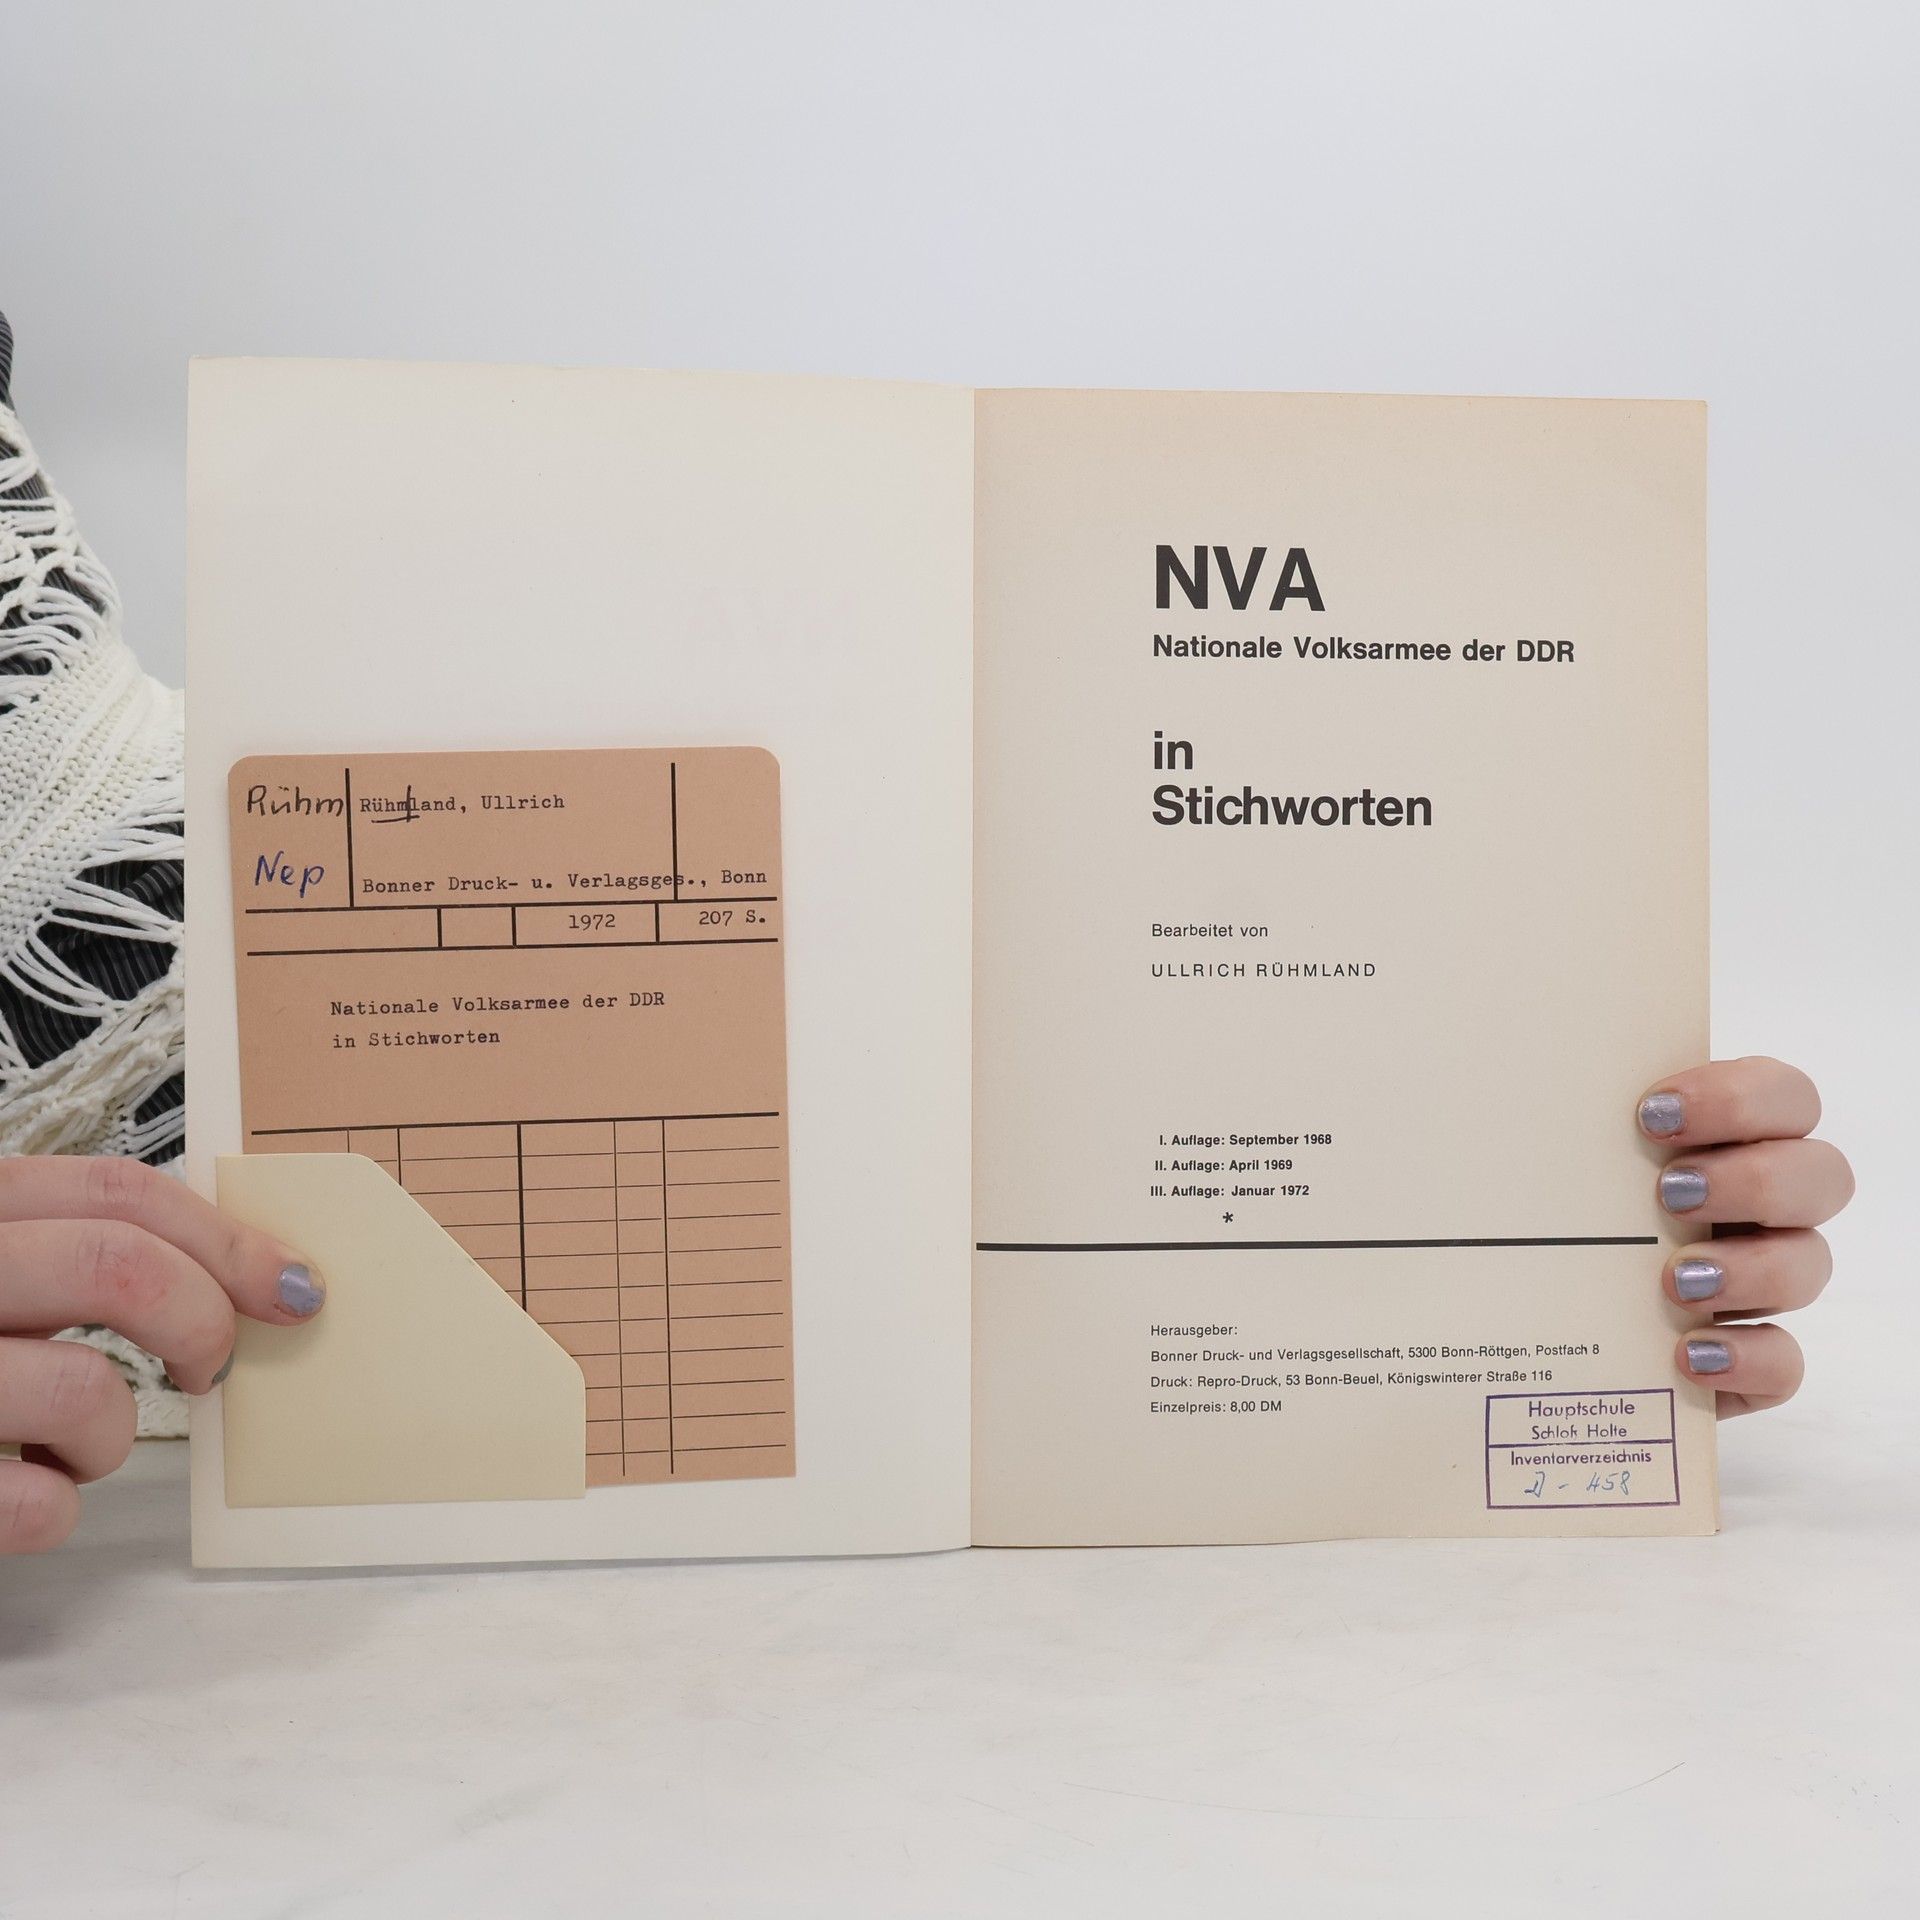 Rühm
Rühmland, Ullrich
Nep
Bonner Druck- u. Verlagsges., Bonn
1972
207 S.
Nationale Volksarmee der DDR
in Stichworten
NVA
Nationale Volksarmee der DDR
in
Stichworten
Bearbeitet von
ULLRICH RÜHMLAND
I. Auflage: September 1968
II. Auflage: April 1969
III. Auflage: Januar 1972
*
Herausgeber:
Bonner Druck- und Verlagsgesellschaft, 5300 Bonn-Röttgen, Postfach 8
Druck: Repro-Druck, 53 Bonn-Beuel, Königswinterer Straße 116
Einzelpreis: 8,00 DM
Hauptschule
Schloß Holte
Inventarverzeichnis
- 458